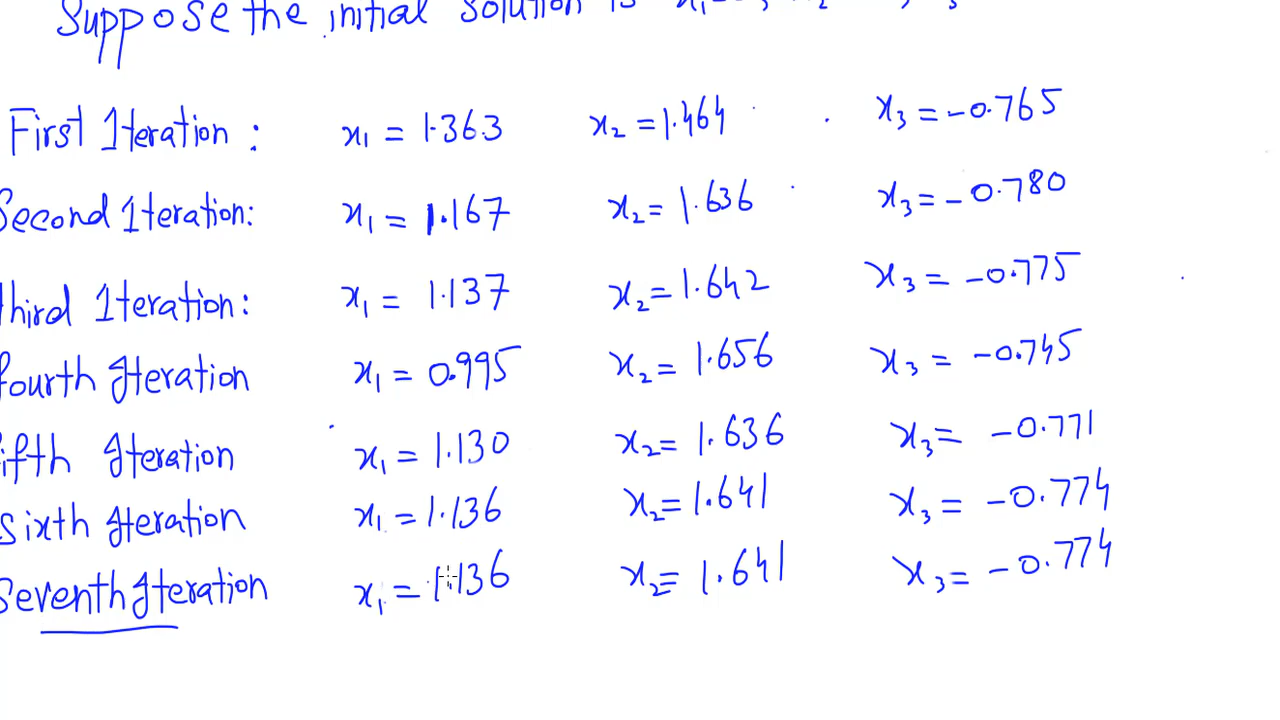 Suppose the initial solution is
First Iteration : x₁ = 1.363 x₂ = 1.464 x₃ = -0.765
Second Iteration: x₁ = 1.167 x₂ = 1.636 x₃ = -0.780
third Iteration: x₁ = 1.137 x₂ = 1.642 x₃ = -0.775
fourth Iteration x₁ = 0.995 x₂ = 1.656 x₃ = -0.745
ifth Iteration x₁ = 1.130 x₂ = 1.636 x₃ = -0.771
Sixth Iteration x₁ = 1.136 x₂ = 1.641 x₃ = -0.774
Seventh Iteration x₁ = 1.136 x₂ = 1.641 x₃ = -0.774